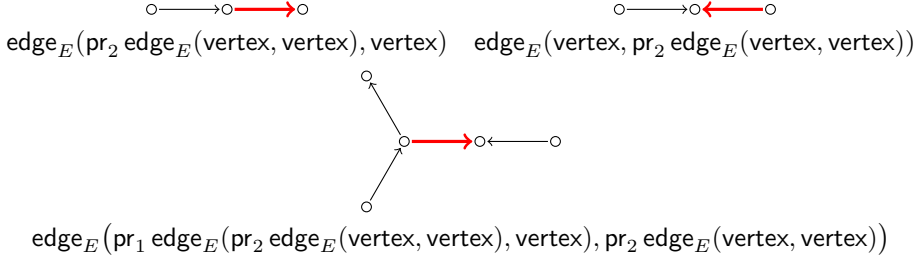 edge_E(pr_2 edge_E(vertex, vertex), vertex)    edge_E(vertex, pr_2 edge_E(vertex, vertex))
edge_E(pr_1 edge_E(pr_2 edge_E(vertex, vertex), vertex), pr_2 edge_E(vertex, vertex))